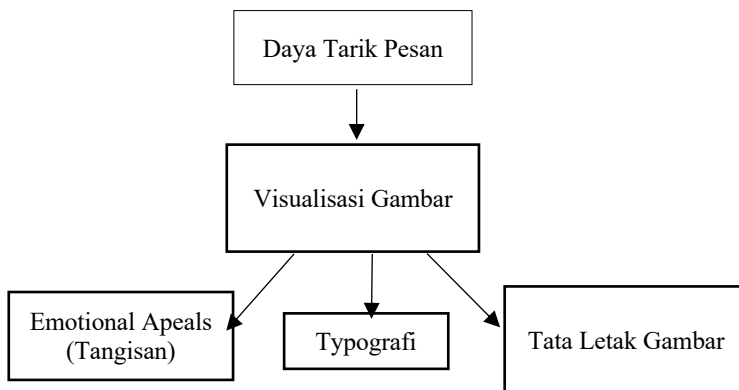 Daya Tarik Pesan
Visualisasi Gambar
Emotional Apeals
(Tangisan)
Typografi
Tata Letak Gambar